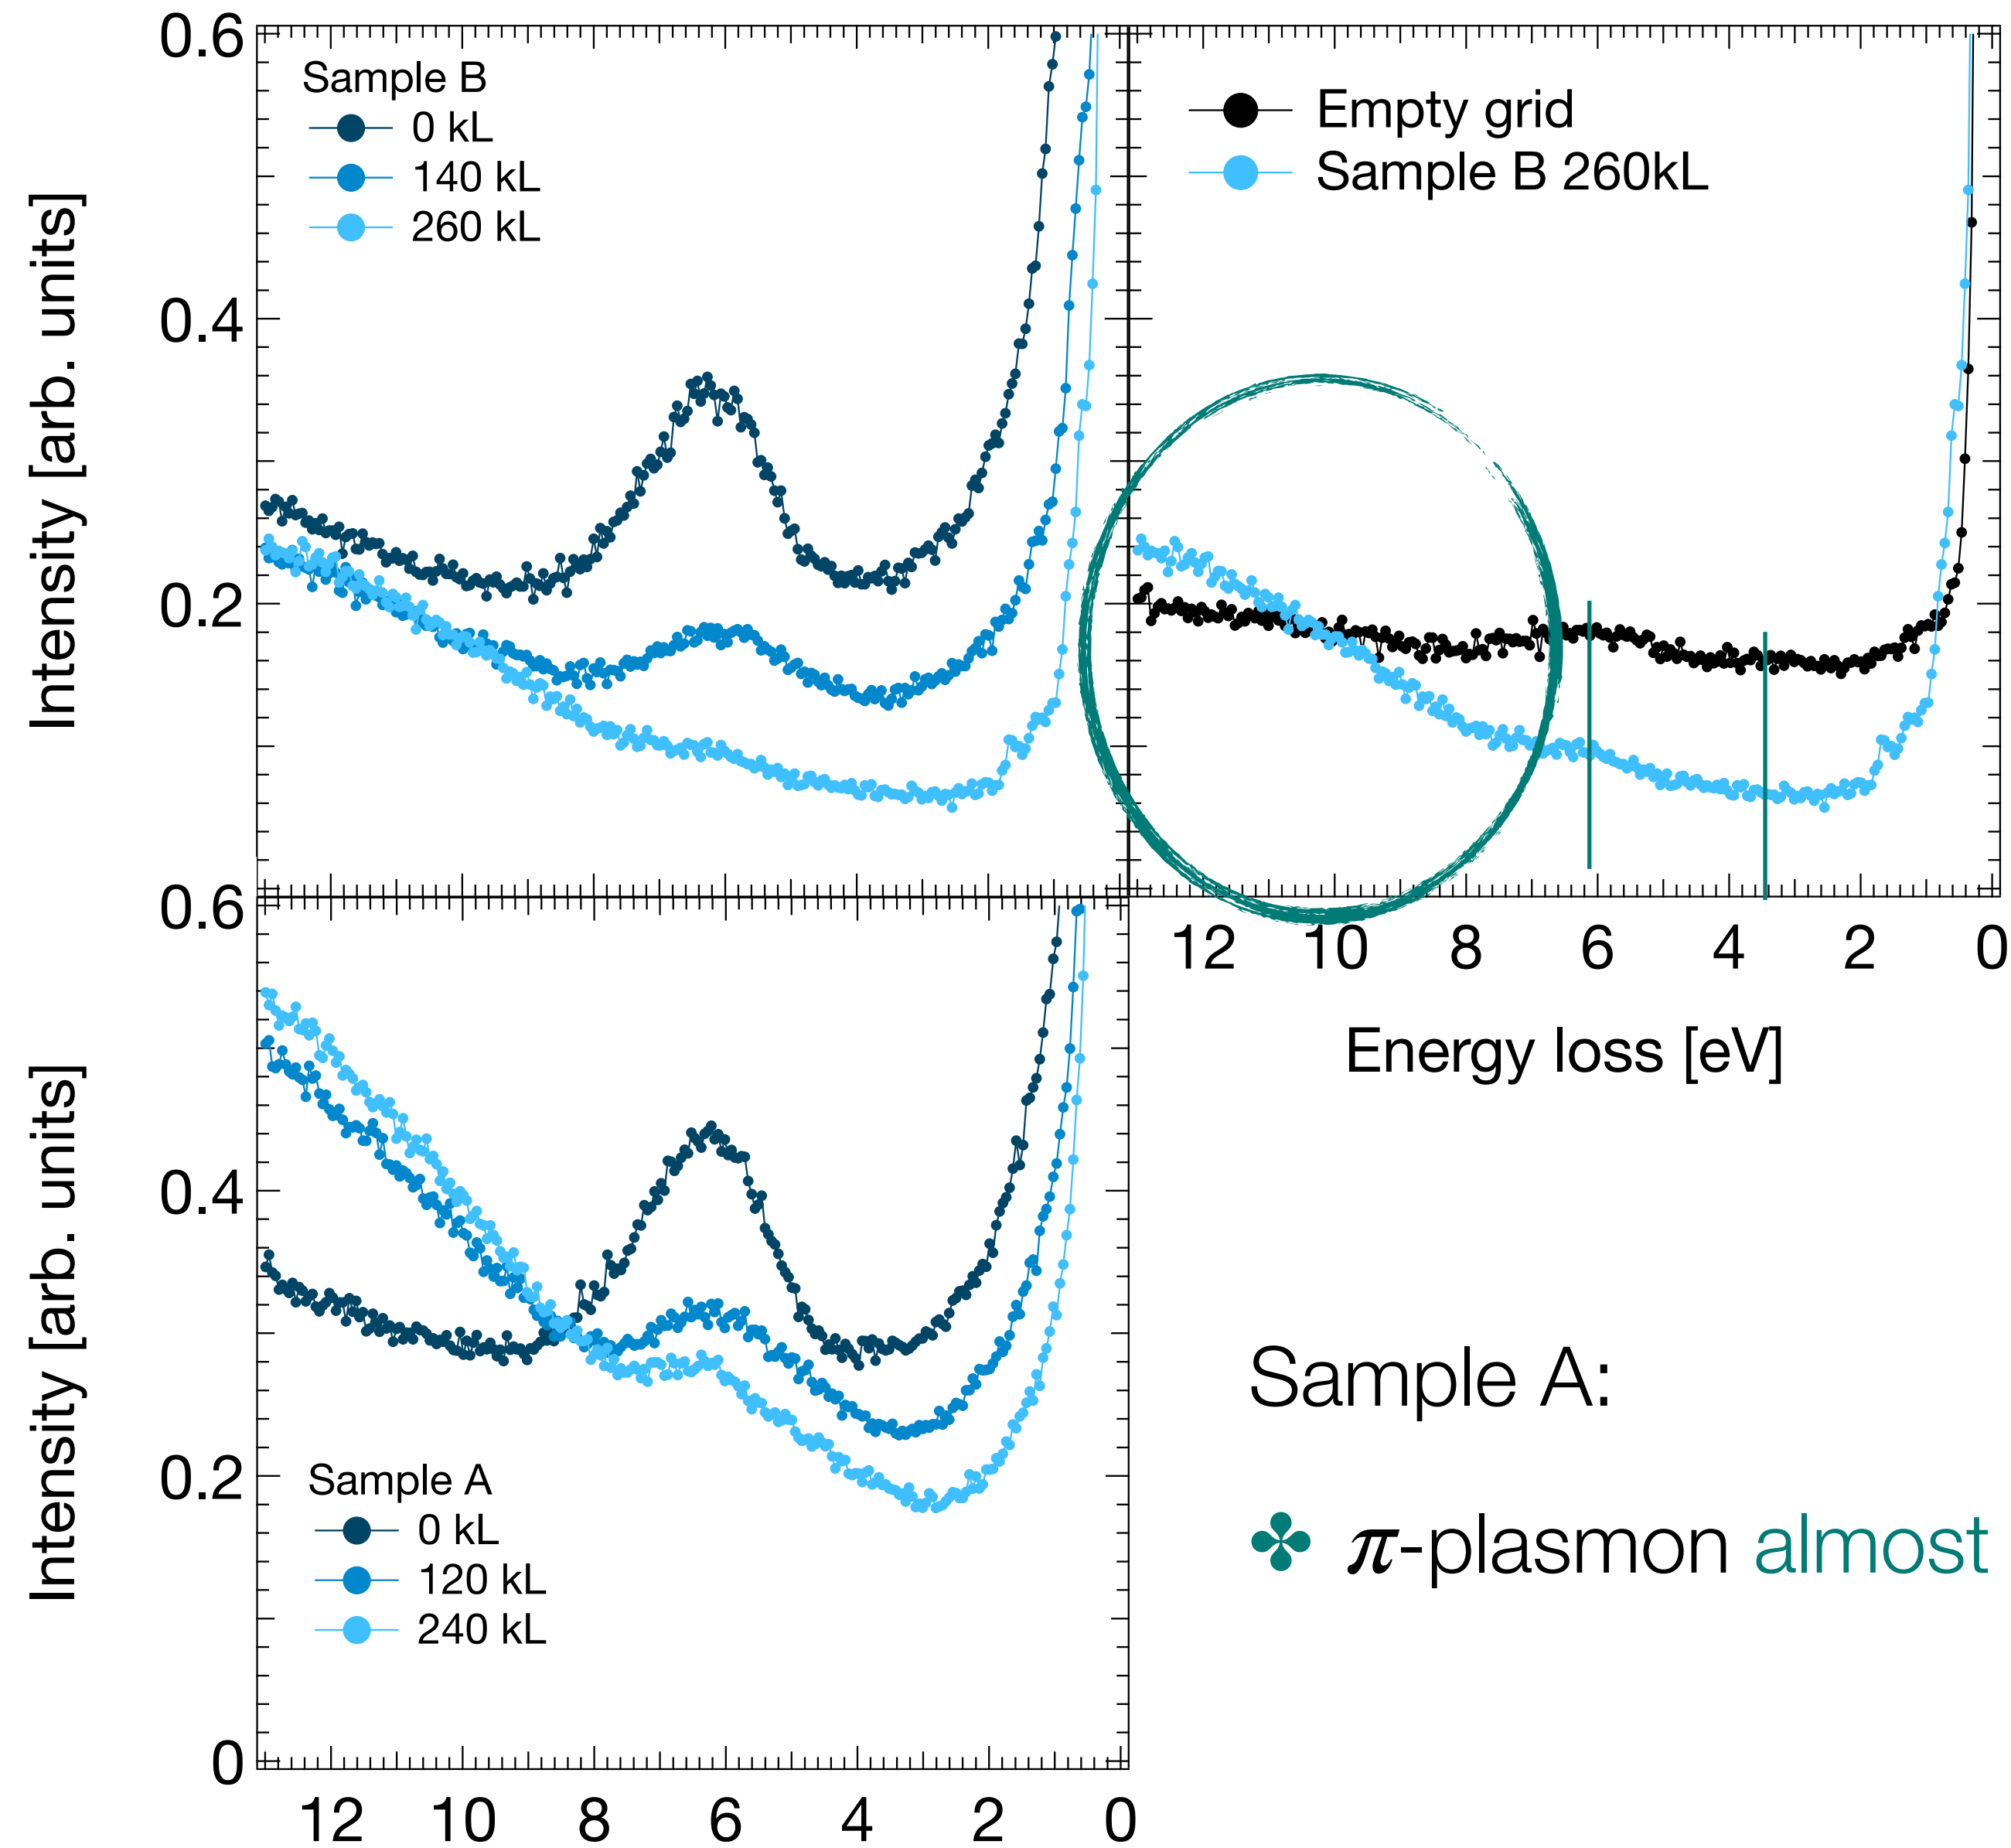 0.6
0.4
0.2
Intensity [arb. units]
Sample B
0 kL
140 kL
260 kL
Empty grid
Sample B 260kL
12 10 8 6 4 2 0
Energy loss [eV]
0.6
0.4
0.2
0
Intensity [arb. units]
Sample A
0 kL
120 kL
240 kL
12 10 8 6 4 2 0
Sample A:
π-plasmon almost